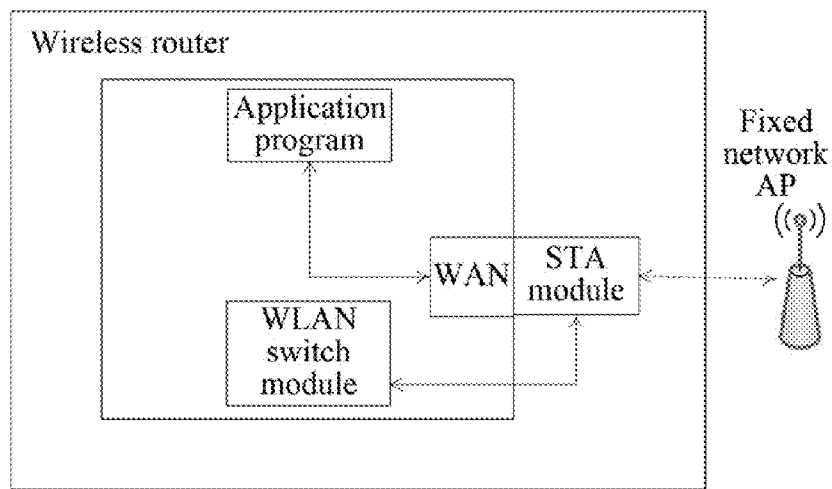 Wireless router
Application
program
Fixed
network
AP
WAN
STA
module
WLAN
switch
module